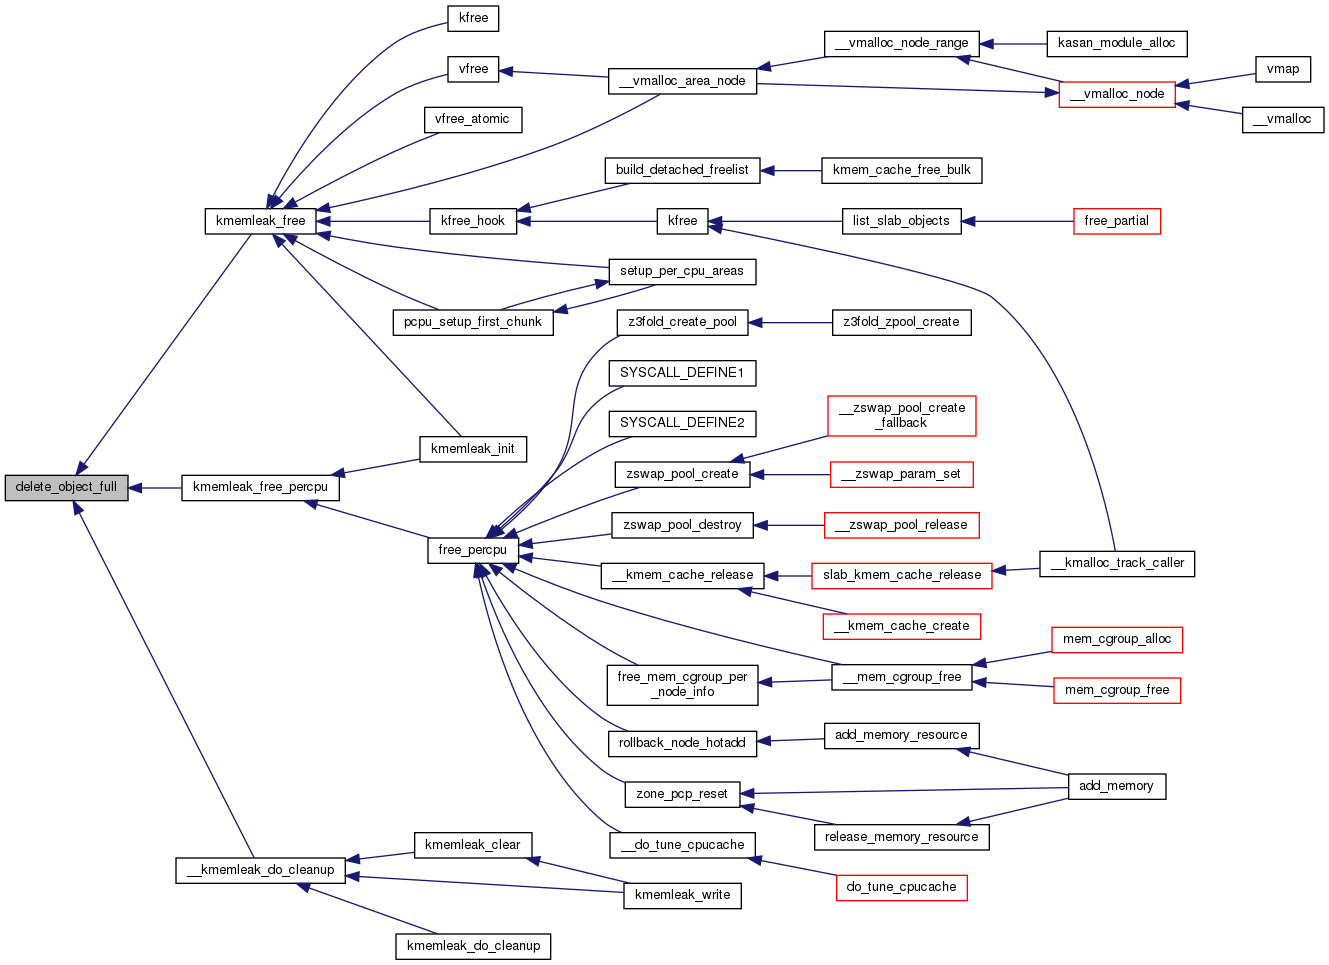 kfree
__vmalloc_node_range
kasan_module_alloc
vfree
__vmalloc_area_node
vmap
__vmalloc_node
vfree_atomic
__vmalloc
build_detached_freelist
kmem_cache_free_bulk
kmemleak_free
kfree_hook
kfree
list_slab_objects
free_partial
setup_per_cpu_areas
pcpu_setup_first_chunk
z3fold_create_pool
z3fold_zpool_create
SYSCALL_DEFINE1
__zswap_pool_create
_fallback
SYSCALL_DEFINE2
kmemleak_init
zswap_pool_create
__zswap_param_set
delete_object_full
kmemleak_free_percpu
zswap_pool_destroy
__zswap_pool_release
free_percpu
__kmalloc_track_caller
__kmem_cache_release
slab_kmem_cache_release
__kmem_cache_create
mem_cgroup_alloc
free_mem_cgroup_per
_node_info
__mem_cgroup_free
mem_cgroup_free
rollback_node_hotadd
add_memory_resource
zone_pcp_reset
add_memory
release_memory_resource
kmemleak_clear
__do_tune_cpucache
__kmemleak_do_cleanup
do_tune_cpucache
kmemleak_write
kmemleak_do_cleanup